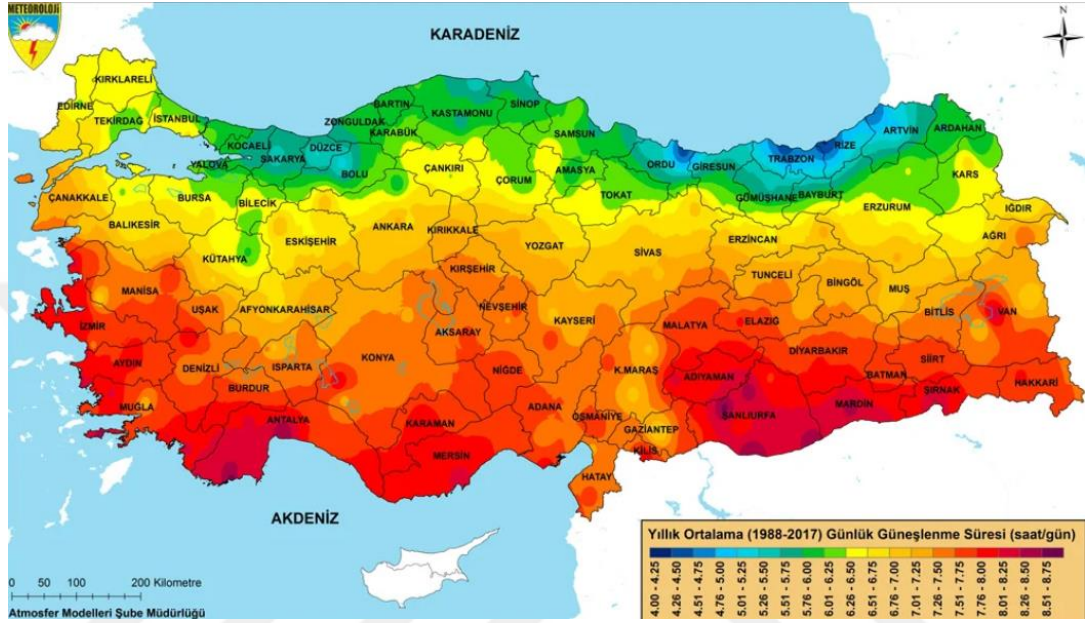 METEOROLOJİ
N
KARADENİZ
KIRKLARELİ
EDİRNE
TEKİRDAĞ
İSTANBUL
BARTIN
KASTAMONU
SİNOP
ZONGULDAK
KARABÜK
SAMSUN
ARTVİN
ARDAHAN
RİZE
KOCAELİ
SAKARYA
DÜZCE
YALOVA
BOLU
ÇANKIRI
ÇORUM
AMASYA
ORDU
GİRESUN
TRABZON
KARS
ÇANAKKALE
BURSA
BİLECİK
TOKAT
GÜMÜŞHANE
BAYBURT
ERZURUM
IĞDIR
BALIKESİR
ESKİŞEHİR
ANKARA
KIRIKKALE
YOZGAT
SİVAS
ERZİNCAN
AĞRI
KÜTAHYA
KIRŞEHİR
TUNCELİ
BİNGÖL
MUŞ
MANİSA
UŞAK
AFYONKARAHİSAR
NEVŞEHİR
KAYSERİ
MALATYA
ELAZIĞ
BİTLİS
VAN
İZMİR
AKSARAY
AYDIN
DENİZLİ
ISPARTA
KONYA
NİĞDE
K.MARAŞ
ADIYAMAN
DİYARBAKIR
SİİRT
BATMAN
BURDUR
ŞIRNAK
HAKKARİ
MUĞLA
ANTALYA
KARAMAN
ADANA
OSMANİYE
GAZİANTEP
ŞANLIURFA
MARDİN
MERSİN
KİLİS
HATAY
AKDENİZ
Yıllık Ortalama (1988-2017) Günlük Güneşlenme Süresi (saat/gün)
4.00 - 4.25
4.26 - 4.50
4.51 - 4.75
4.76 - 5.00
5.01 - 5.25
5.26 - 5.50
5.51 - 5.75
5.76 - 6.00
6.01 - 6.25
6.26 - 6.50
6.51 - 6.75
6.76 - 7.00
7.01 - 7.25
7.26 - 7.50
7.51 - 7.75
7.76 - 8.00
8.01 - 8.25
8.26 - 8.50
8.51 - 8.75
0 50 100 200 Kilometre
Atmosfer Modelleri Şube Müdürlüğü